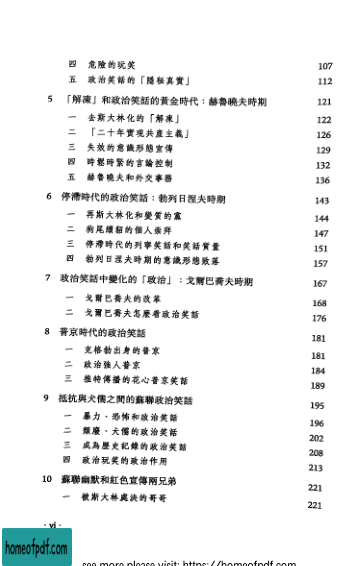 四 危險的玩笑 107
五 政治笑話的「隱秘真實」 112
5 「解凍」和政治笑話的黃金時代：赫魯曉夫時期 121
一 去斯大林化的「解凍」 122
二 「二十年實現共產主義」 126
三 失效的意識形態宣傳 129
四 時鬆時緊的言論控制 132
五 赫魯曉夫和外交事務 136
6 停滯時代的政治笑話：勃列日涅夫時期 143
一 再斯大林化和變質的黨 144
二 狗尾續貂的個人崇拜 147
三 停滯時代的列寧笑話和笑話質量 151
四 勃列日涅夫時期的意識形態敗落 157
7 政治笑話中變化的「政治」：戈爾巴喬夫時期 167
一 戈爾巴喬夫的改革 168
二 戈爾巴喬夫怎麼看政治笑話 176
8 普京時代的政治笑話 181
一 克格勃出身的普京 181
二 政治強人普京 184
三 推特傳播的花心普京笑話 189
9 抵抗與犬儒之間的蘇聯政治笑話 195
一 暴力、恐怖和政治笑話 196
二 頹廢、犬儒的政治笑話 202
三 成為歷史記錄的政治笑話 208
四 政治玩笑的政治作用 213
10 蘇聯幽默和紅色宣傳兩兄弟 221
一 被斯大林處決的哥哥 221
· vi ·
homeofpdf.com
see more please visit: https://homeofpdf.com